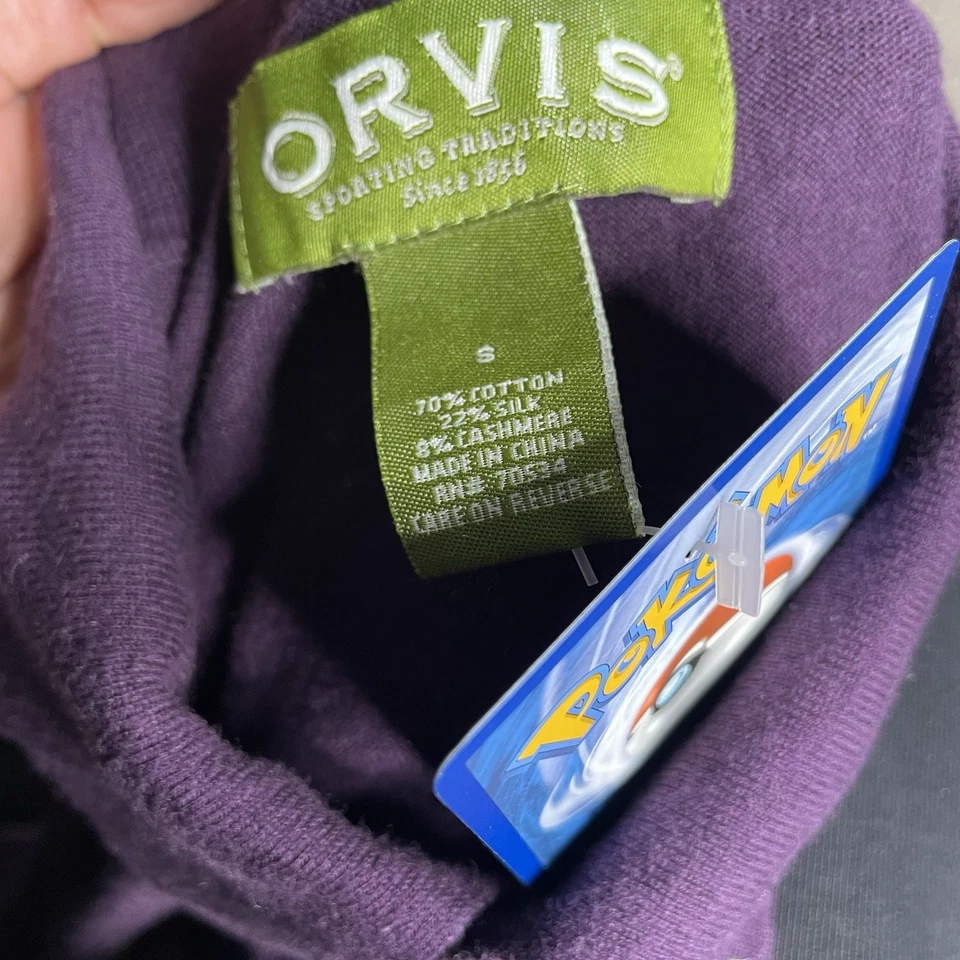 ORVIS®
SPORTING TRADITIONS
Since 1856
S
70% COTTON
22% SILK
8% CASHMERE
MADE IN CHINA
RN# 70534
CARE ON REVERSE
POKéMON™